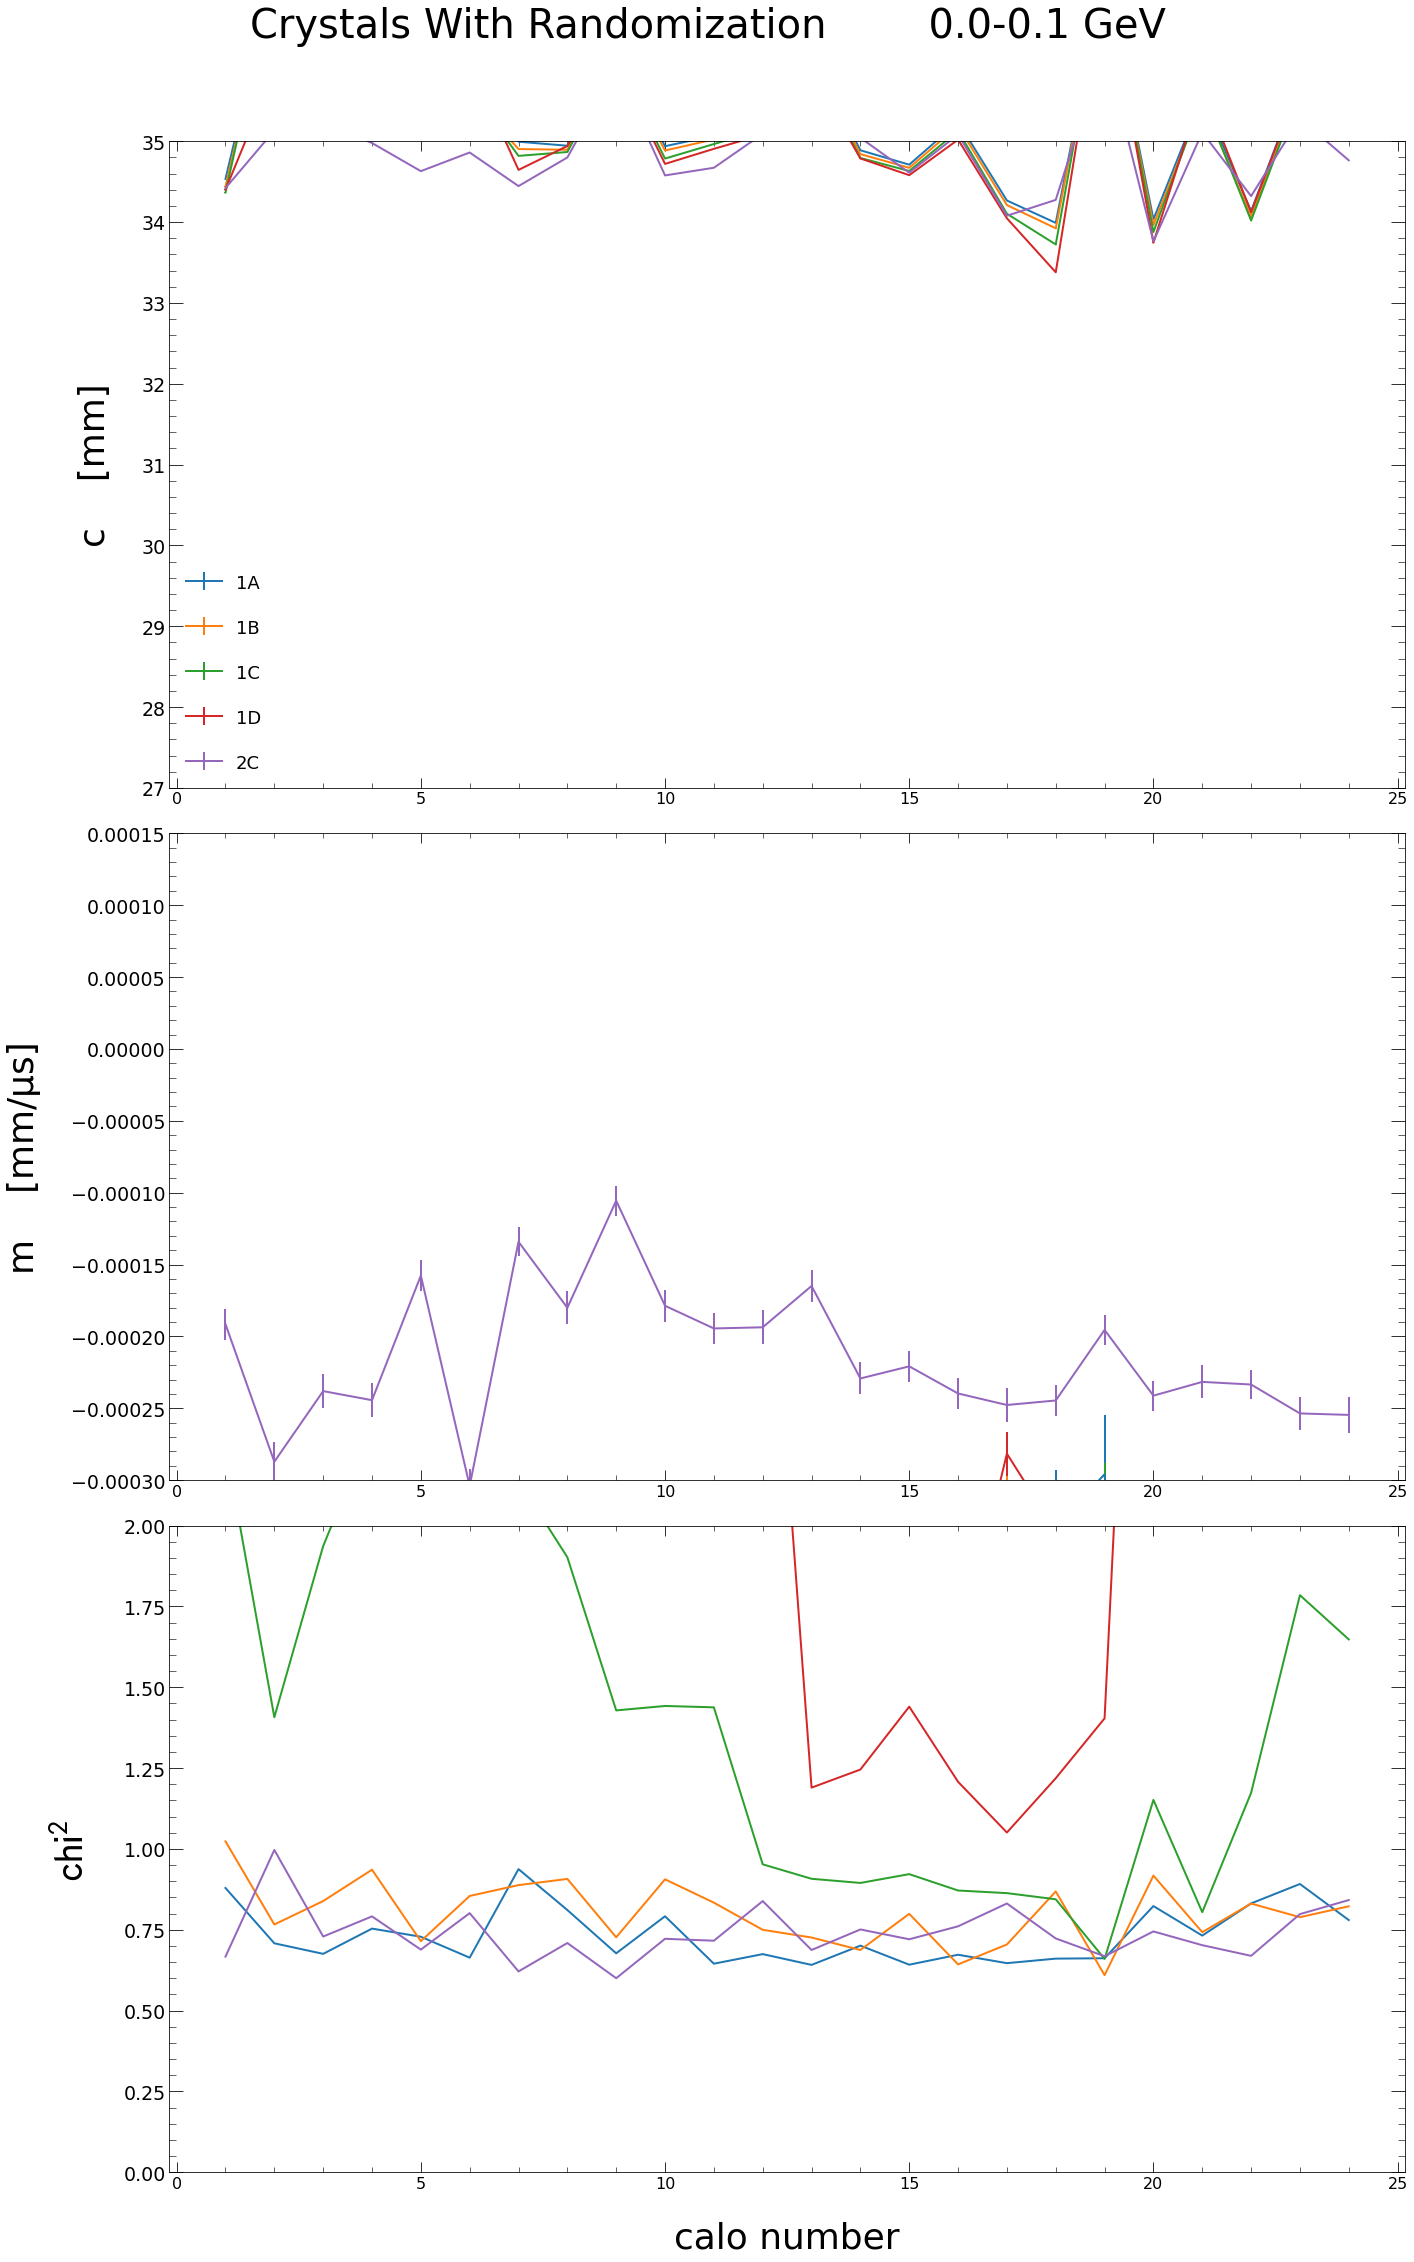 Crystals With Randomization 0.0-0.1 GeV
35
34
33
32
31
30
29
28
27
c [mm]
1A
1B
1C
1D
2C
0 5 10 15 20 25
0.00015
0.00010
0.00005
0.00000
−0.00005
−0.00010
−0.00015
−0.00020
−0.00025
−0.00030
m [mm/µs]
0 5 10 15 20 25
2.00
1.75
1.50
1.25
1.00
0.75
0.50
0.25
0.00
chi²
0 5 10 15 20 25
calo number